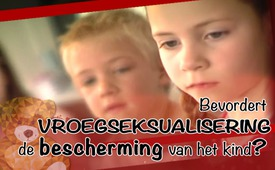 Bevordert
VROEGSEKSUALISERING
de bescherming van het kind?